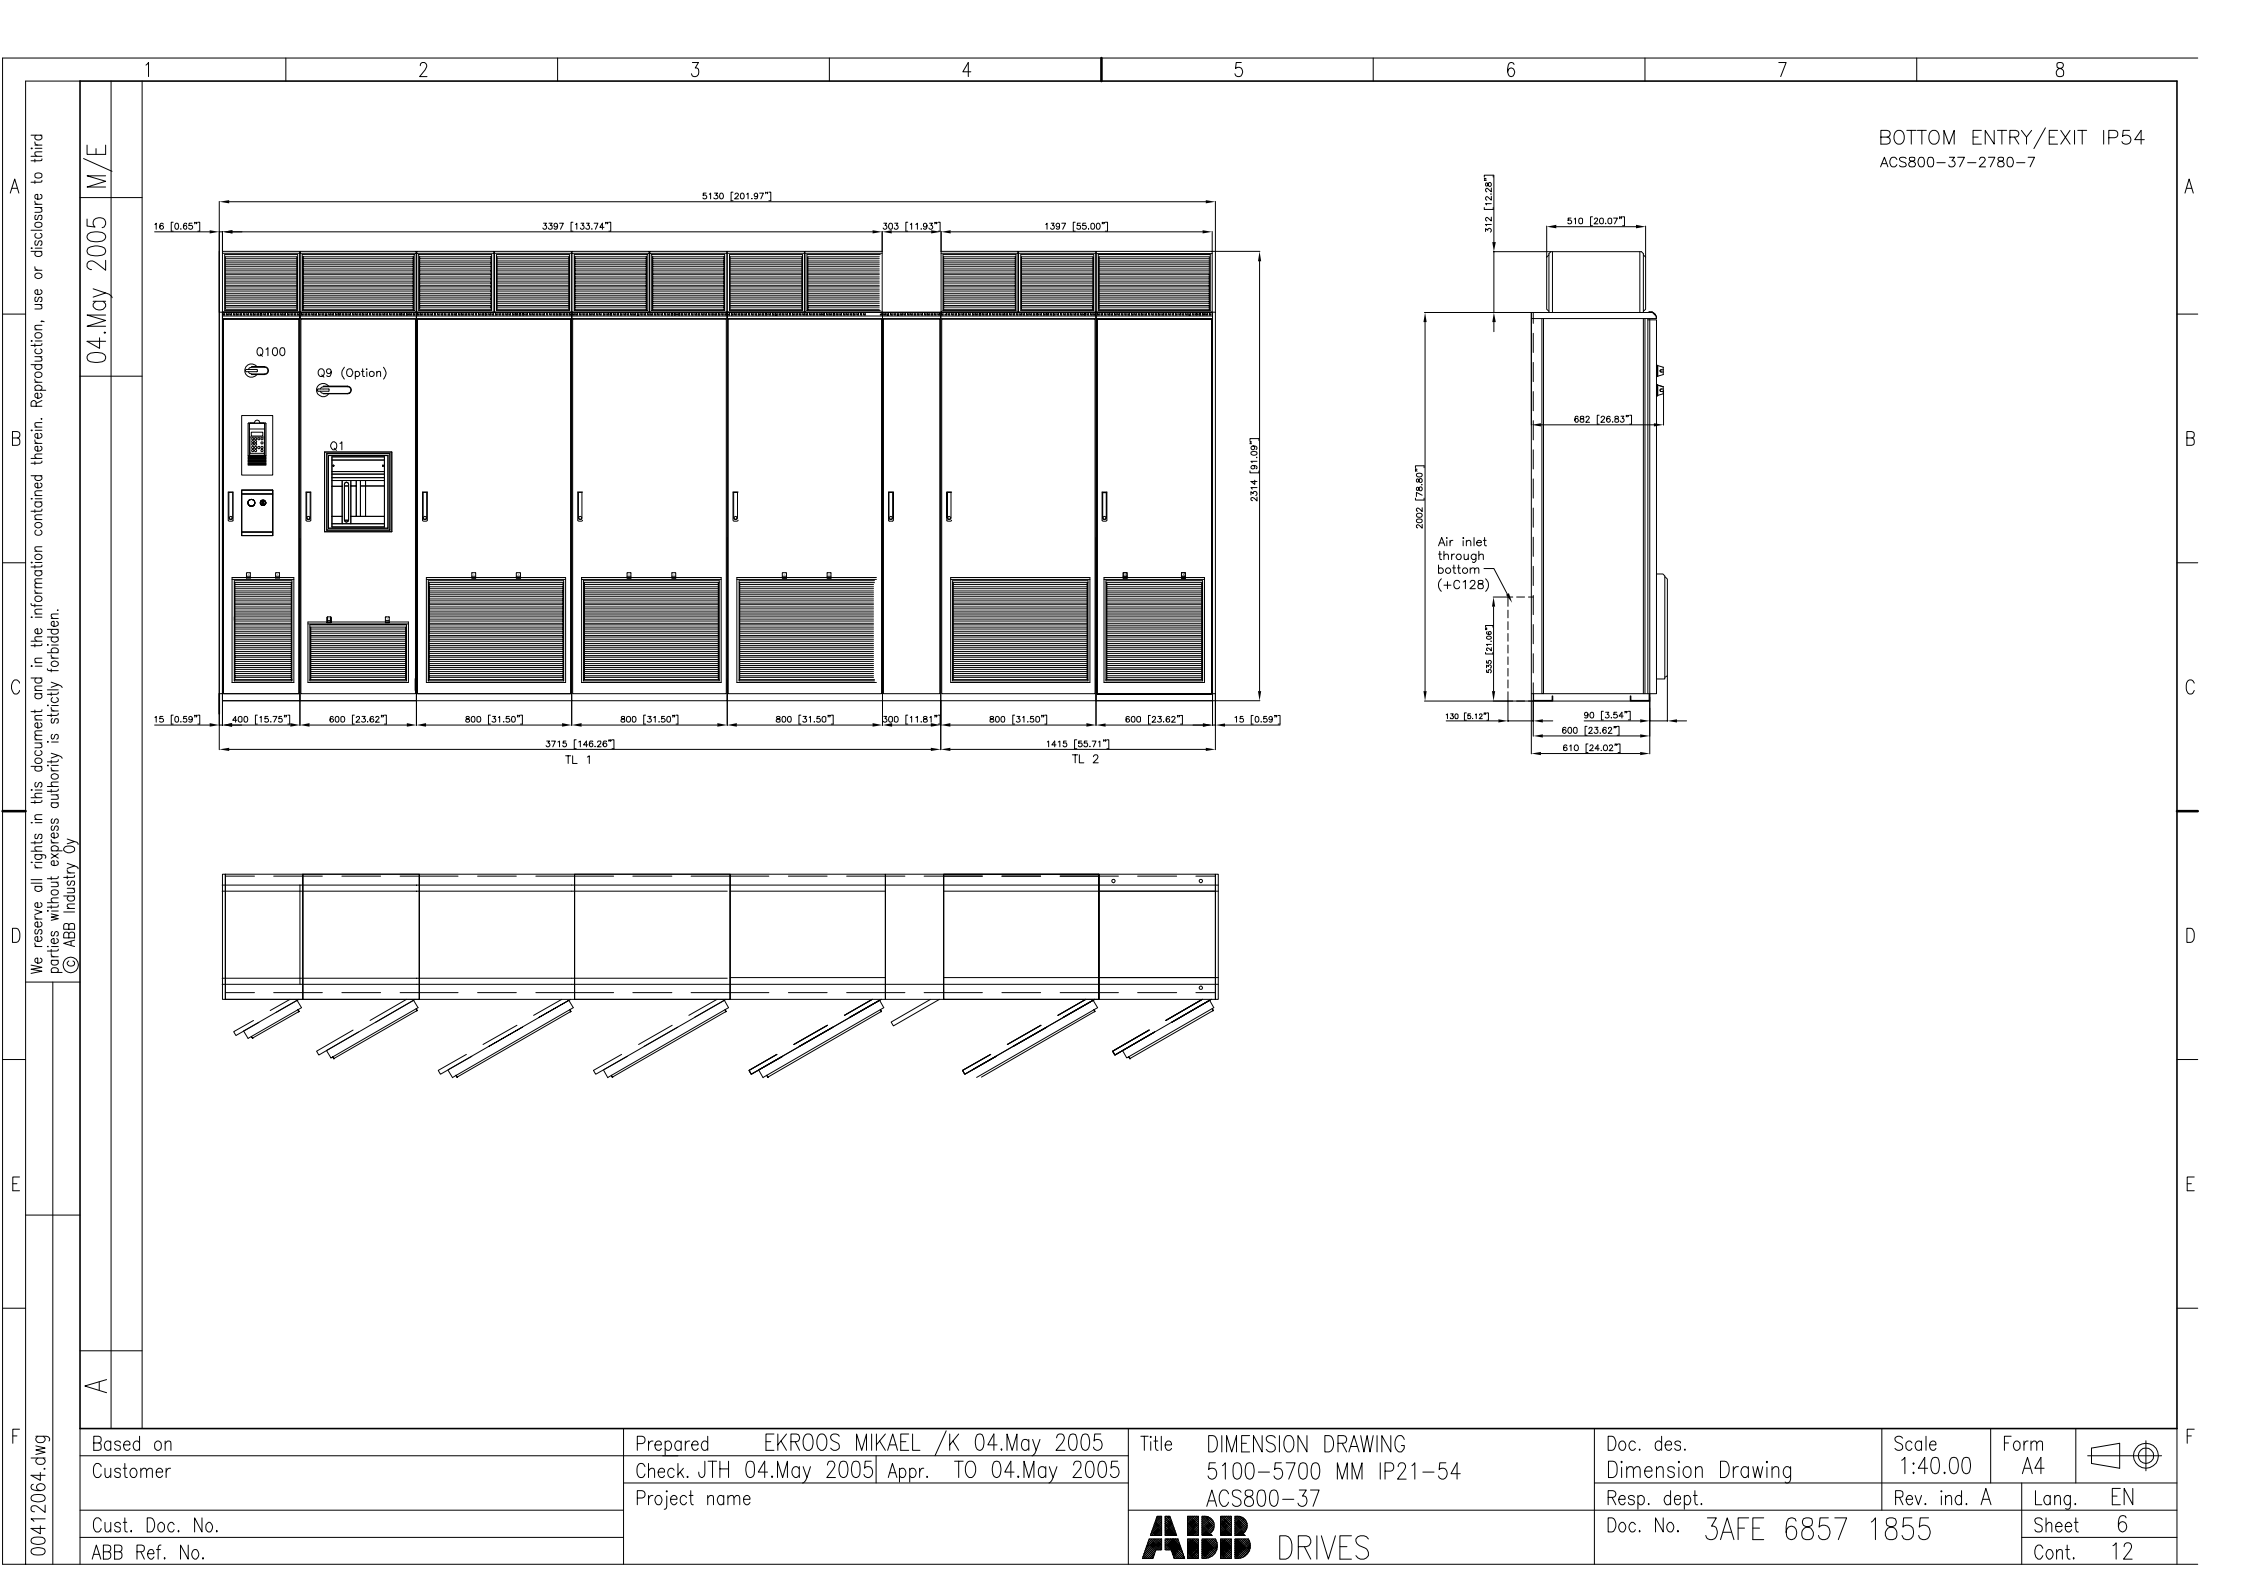 1 2 3 4 5 6 7 8
A A
B B
C C
D D
E E
F F
We reserve all rights in this document and in the information contained therein. Reproduction, use or disclosure to third
parties without express authority is strictly forbidden.
© ABB Industry Oy
04.May 2005 M/E
A
00412064.dwg
BOTTOM ENTRY/EXIT IP54
ACS800-37-2780-7
5130 [201.97"]
16 [0.65"] 3397 [133.74"] 303 [11.93"] 1397 [55.00"]
Q100
Q9 (Option)
Q1
2314 [91.09"]
15 [0.59"] 400 [15.75"] 600 [23.62"] 800 [31.50"] 800 [31.50"] 800 [31.50"] 300 [11.81"] 800 [31.50"] 600 [23.62"] 15 [0.59"]
3715 [146.26"] 1415 [55.71"]
TL 1 TL 2
312 [12.28"]
510 [20.07"]
682 [26.83"]
2002 [78.80"]
Air inlet
through
bottom
(+C128)
535 [21.06"]
130 [5.12"] 90 [3.54"]
600 [23.62"]
610 [24.02"]
Based on
Customer
Cust. Doc. No.
ABB Ref. No.
Prepared EKROOS MIKAEL /K 04.May 2005
Check. JTH 04.May 2005 Appr. TO 04.May 2005
Project name
Title DIMENSION DRAWING
5100-5700 MM IP21-54
ACS800-37
ABB DRIVES
Doc. des.
Dimension Drawing
Resp. dept.
Doc. No. 3AFE 6857 1855
Scale
1:40.00
Form
A4
Rev. ind. A
Lang. EN
Sheet 6
Cont. 12